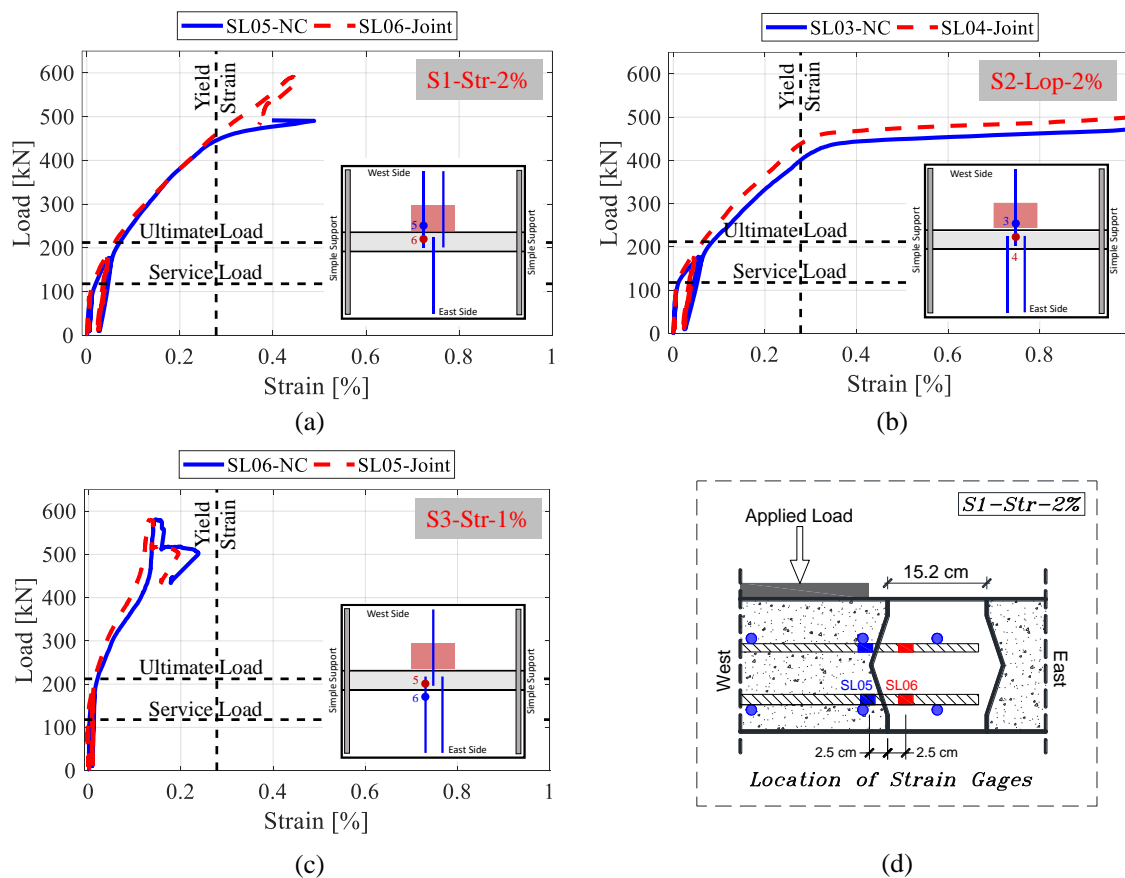 SL05-NC SL06-Joint
S1-Str-2%
Yield
Strain
Ultimate Load
Service Load
Load [kN]
600
500
400
300
200
100
0
0 0.2 0.4 0.6 0.8 1
Strain [%]
West Side
Simple Support
Simple Support
5
6
East Side
(a)
SL03-NC SL04-Joint
S2-Lop-2%
Yield
Strain
Ultimate Load
Service Load
Load [kN]
600
500
400
300
200
100
0
0 0.2 0.4 0.6 0.8
Strain [%]
West Side
Simple Support
Simple Support
3
4
East Side
(b)
SL06-NC SL05-Joint
S3-Str-1%
Yield
Strain
Ultimate Load
Service Load
Load [kN]
600
500
400
300
200
100
0
0 0.2 0.4 0.6 0.8 1
Strain [%]
West Side
Simple Support
Simple Support
5
6
East Side
(c)
S1-Str-2%
Applied Load
15.2 cm
West
East
SL05 SL06
2.5 cm 2.5 cm
Location of Strain Gages
(d)